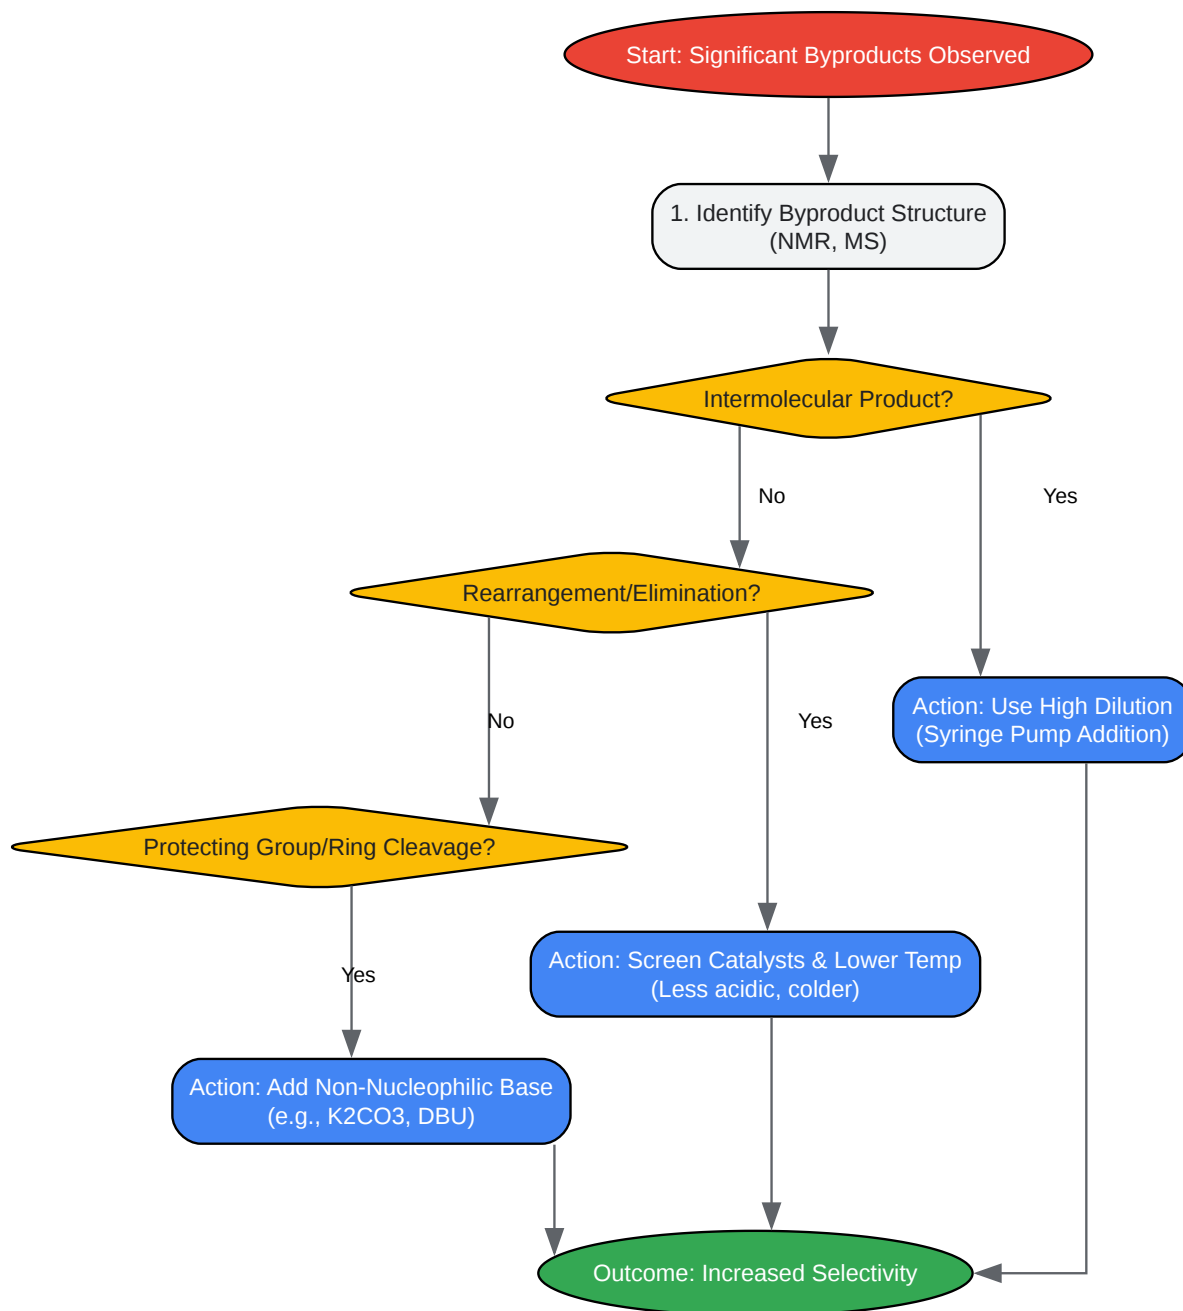 Start: Significant Byproducts Observed
1. Identify Byproduct Structure
(NMR, MS)
Intermolecular Product?
No
Yes
Rearrangement/Elimination?
No
Yes
Action: Use High Dilution
(Syringe Pump Addition)
Protecting Group/Ring Cleavage?
Yes
Action: Screen Catalysts & Lower Temp
(Less acidic, colder)
Action: Add Non-Nucleophilic Base
(e.g., K2CO3, DBU)
Outcome: Increased Selectivity